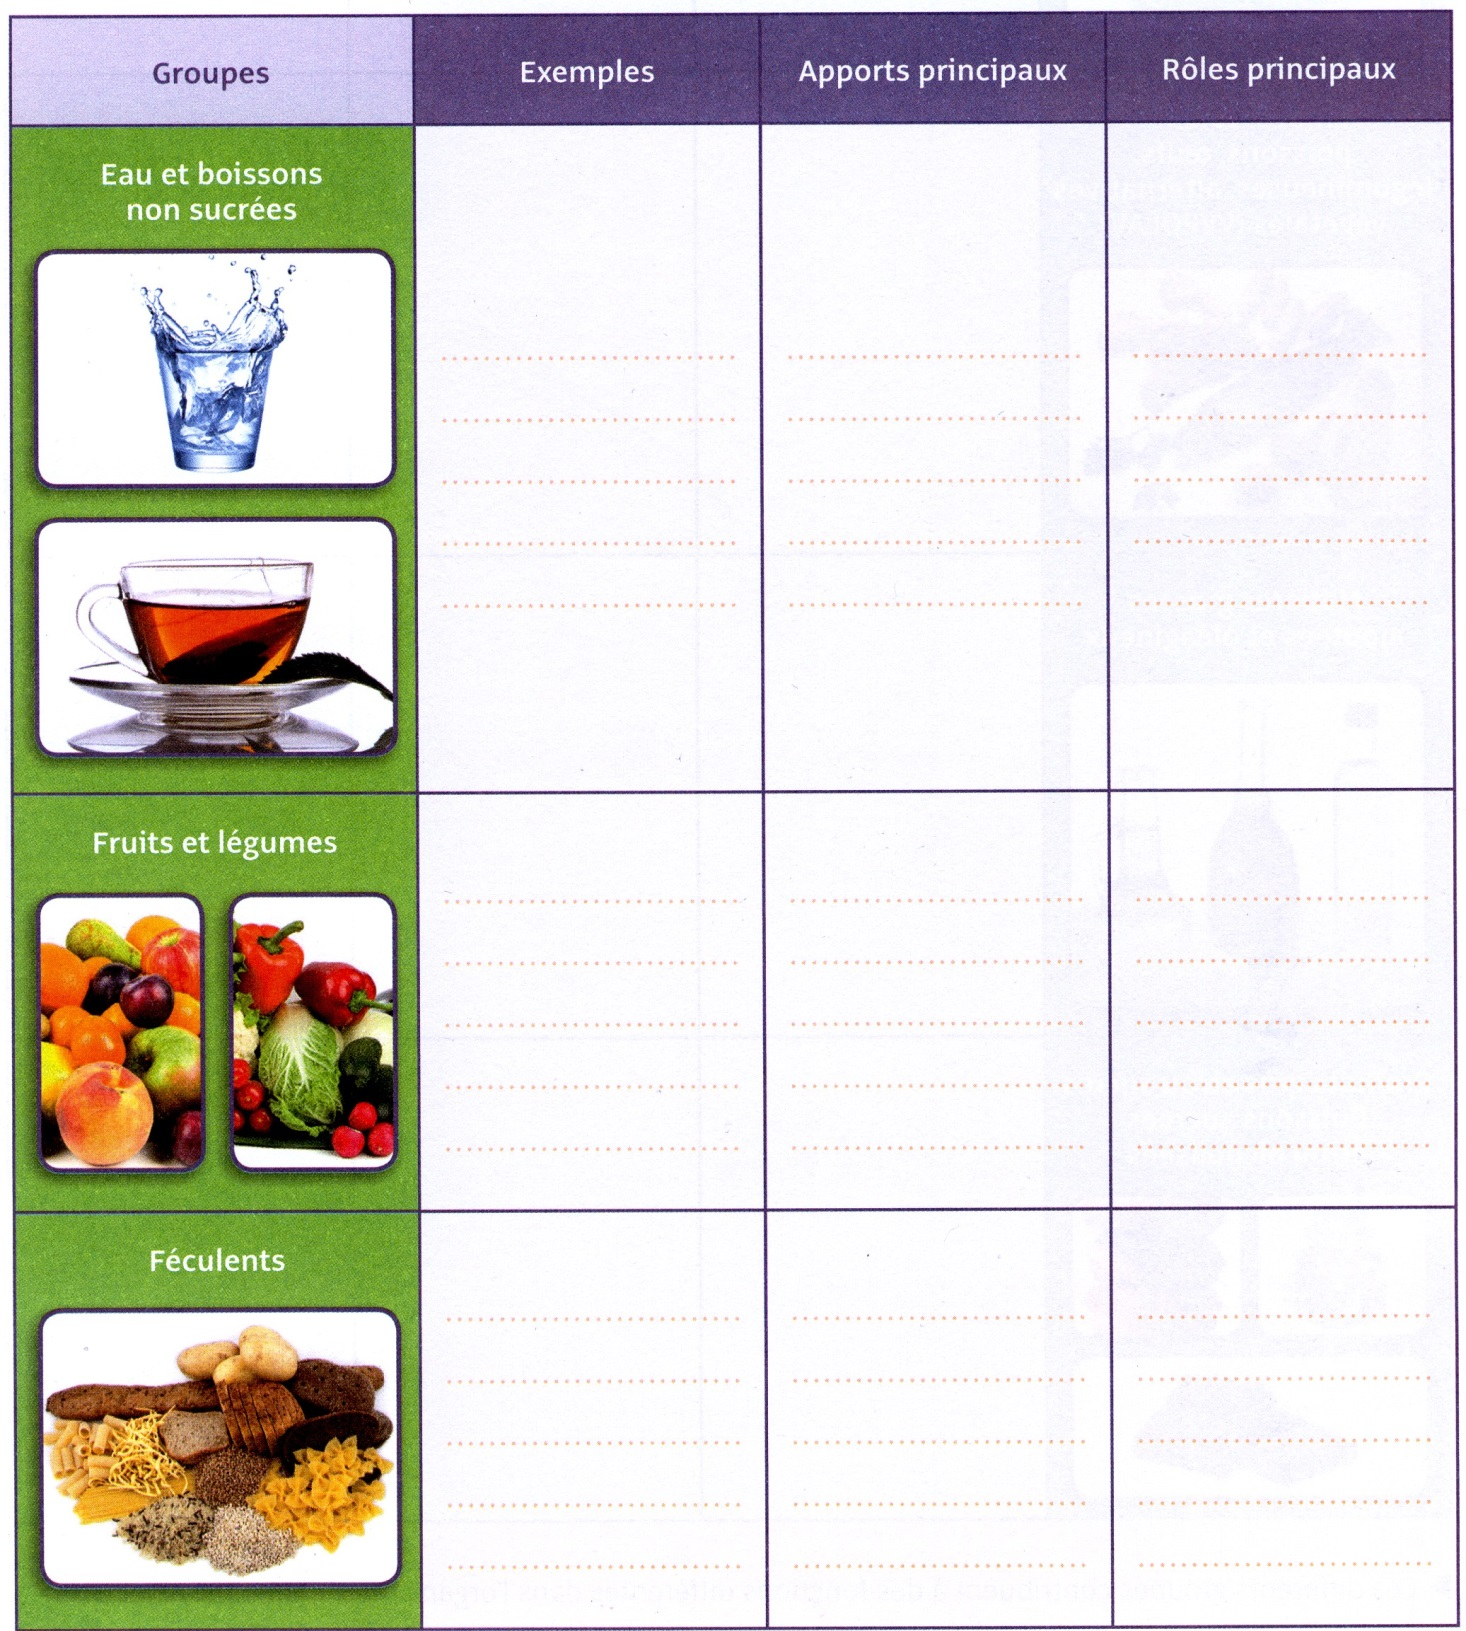 Groupes
Exemples
Apports principaux
Rôles principaux
Eau et boissons
non sucrées
Fruits et légumes
Féculents